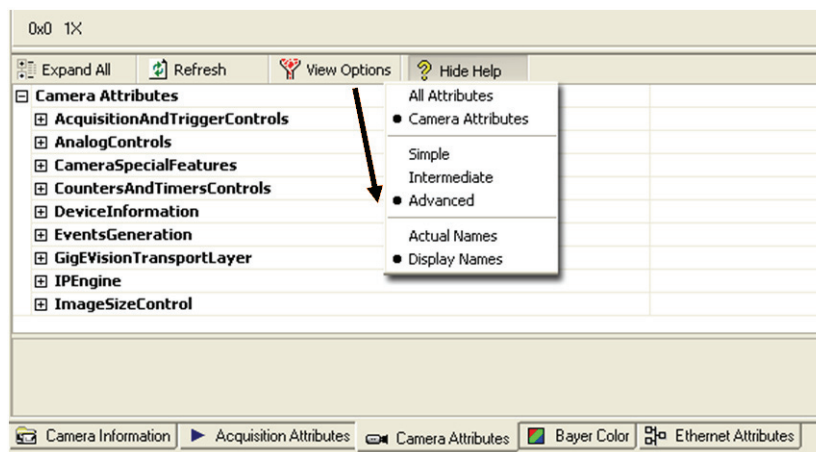 0x0 1X
Expand All Refresh View Options Hide Help
Camera Attributes
AcquisitionAndTriggerControls
AnalogControls
CameraSpecialFeatures
CountersAndTimersControls
DeviceInformation
EventsGeneration
GigEVisionTransportLayer
IPEngine
ImageSizeControl
All Attributes
Camera Attributes
Simple
Intermediate
Advanced
Actual Names
Display Names
Camera Information Acquisition Attributes Camera Attributes Bayer Color Ethernet Attributes